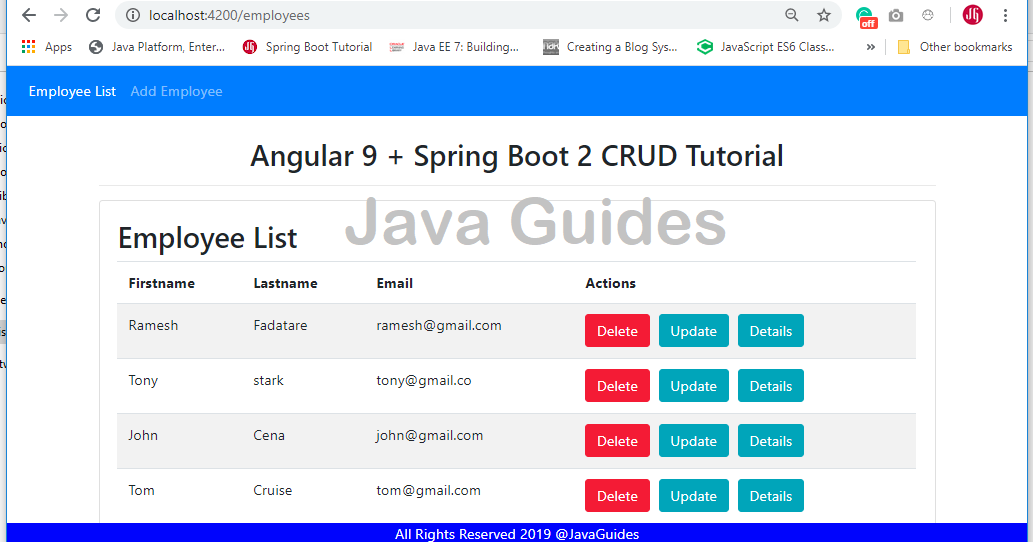 localhost:4200/employees
off
Apps Java Platform, Enter... Spring Boot Tutorial Java EE 7: Building... Creating a Blog Sys... JavaScript ES6 Class... » Other bookmarks
Employee List Add Employee
Angular 9 + Spring Boot 2 CRUD Tutorial
Java Guides
Employee List
Firstname Lastname Email Actions
Ramesh Fadatare ramesh@gmail.com Delete Update Details
Tony stark tony@gmail.co Delete Update Details
John Cena john@gmail.com Delete Update Details
Tom Cruise tom@gmail.com Delete Update Details
All Rights Reserved 2019 @JavaGuides